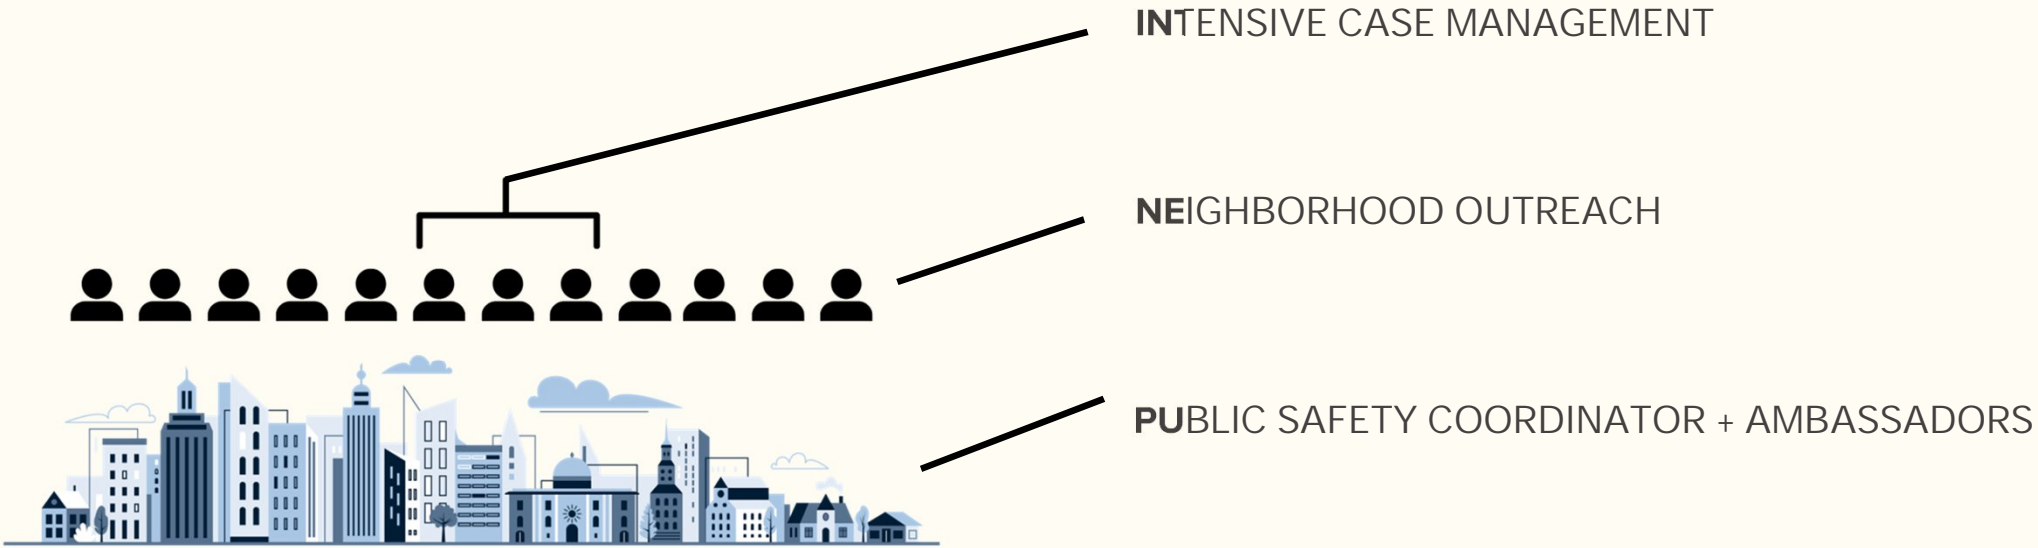 INTENSIVE CASE MANAGEMENT
NEIGHBORHOOD OUTREACH
PUBLIC SAFETY COORDINATOR + AMBASSADORS